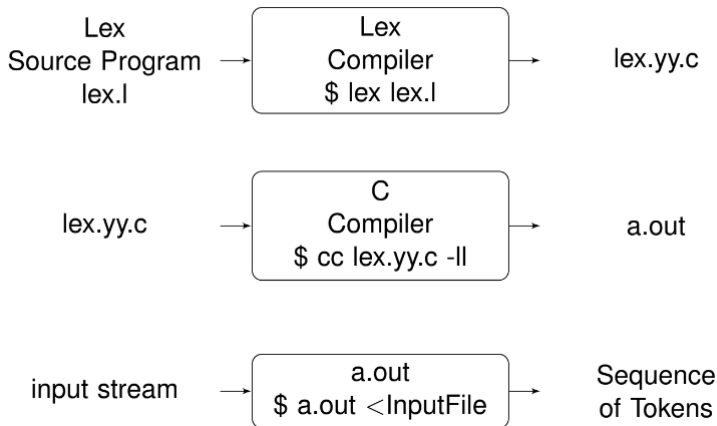 Lex
Source Program
lex.l
Lex
Compiler
$ lex lex.l
lex.yy.c
lex.yy.c
C
Compiler
$ cc lex.yy.c -ll
a.out
input stream
a.out
$ a.out <InputFile
Sequence
of Tokens